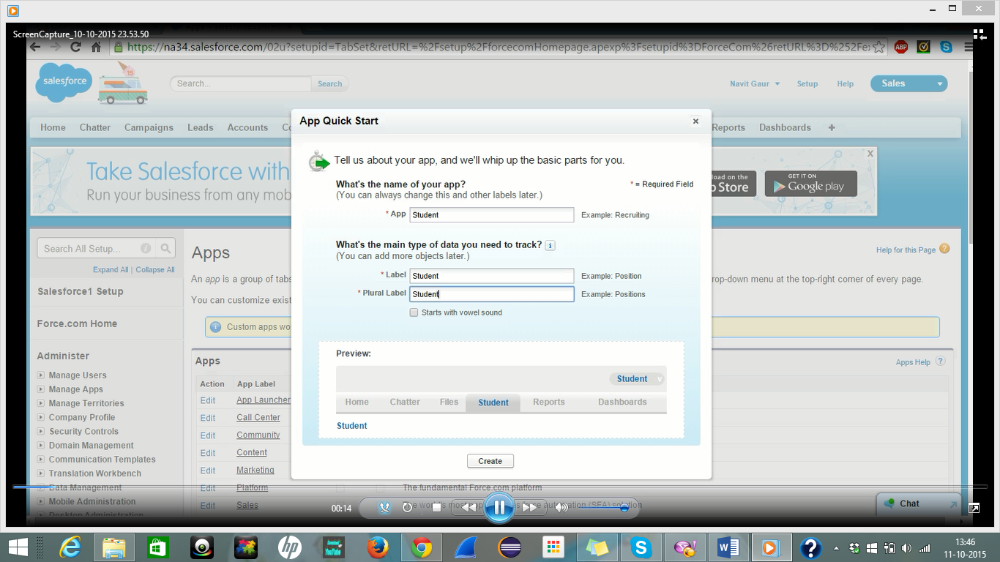 ScreenCapture_10-10-2015 23.53.50
https://na34.salesforce.com/02u?setupid=TabSet&retURL=%2Fsetup%2FforcecomHomepage.apexp%3Fsetupid%3DForceCom%26retURL%3D%252Fex
ABP
salesforce
15
Search...
Search
Navit Gaur
Setup
Help
Sales
Home Chatter Campaigns Leads Accounts Co
Reports Dashboards +
App Quick Start
Take Salesforce with
Run your business from any mob
load on the
p Store
GET IT ON
Google play
X
Tell us about your app, and we'll whip up the basic parts for you.
What's the name of your app?
* = Required Field
(You can always change this and other labels later.)
* App Student Example: Recruiting
What's the main type of data you need to track? i
(You can add more objects later.)
* Label Student Example: Position
* Plural Label Student Example: Positions
Starts with vowel sound
Preview:
Student
Home Chatter Files Student Reports Dashboards
Student
Create
Search All Setup...
Expand All | Collapse All
Salesforce1 Setup
Force.com Home
Administer
Manage Users
Manage Apps
Manage Territories
Company Profile
Security Controls
Domain Management
Communication Templates
Translation Workbench
Data Management
Mobile Administration
Desktop Administration
Apps
Help for this Page ?
An app is a group of tabs
rop-down menu at the top-right corner of every page.
You can customize exist
Custom apps wo
Apps
Apps Help ?
Action App Label
Edit App Launcher
Edit Call Center
Edit Community
Edit Content
Edit Marketing
Edit Platform The fundamental Force.com platform
Edit Sales
Chat
00:14
hp
13:46
11-10-2015